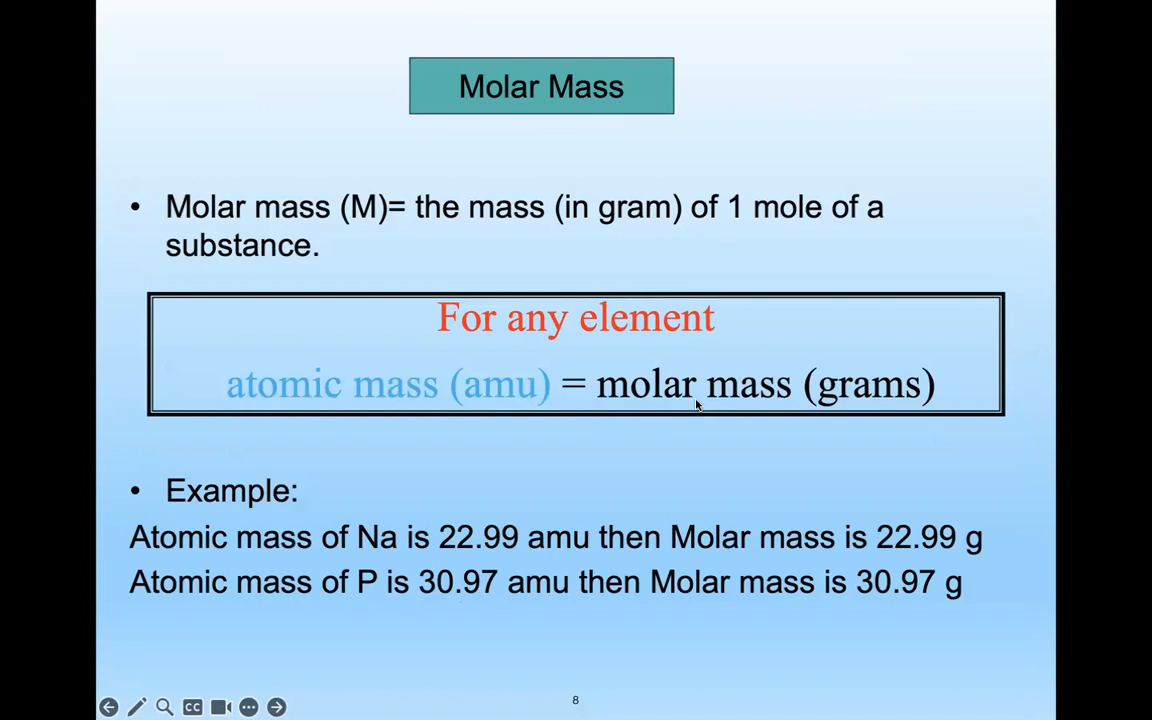 Molar Mass
• Molar mass (M)= the mass (in gram) of 1 mole of a
substance.
For any element
atomic mass (amu) = molar mass (grams)
• Example:
Atomic mass of Na is 22.99 amu then Molar mass is 22.99 g
Atomic mass of P is 30.97 amu then Molar mass is 30.97 g
CC
8